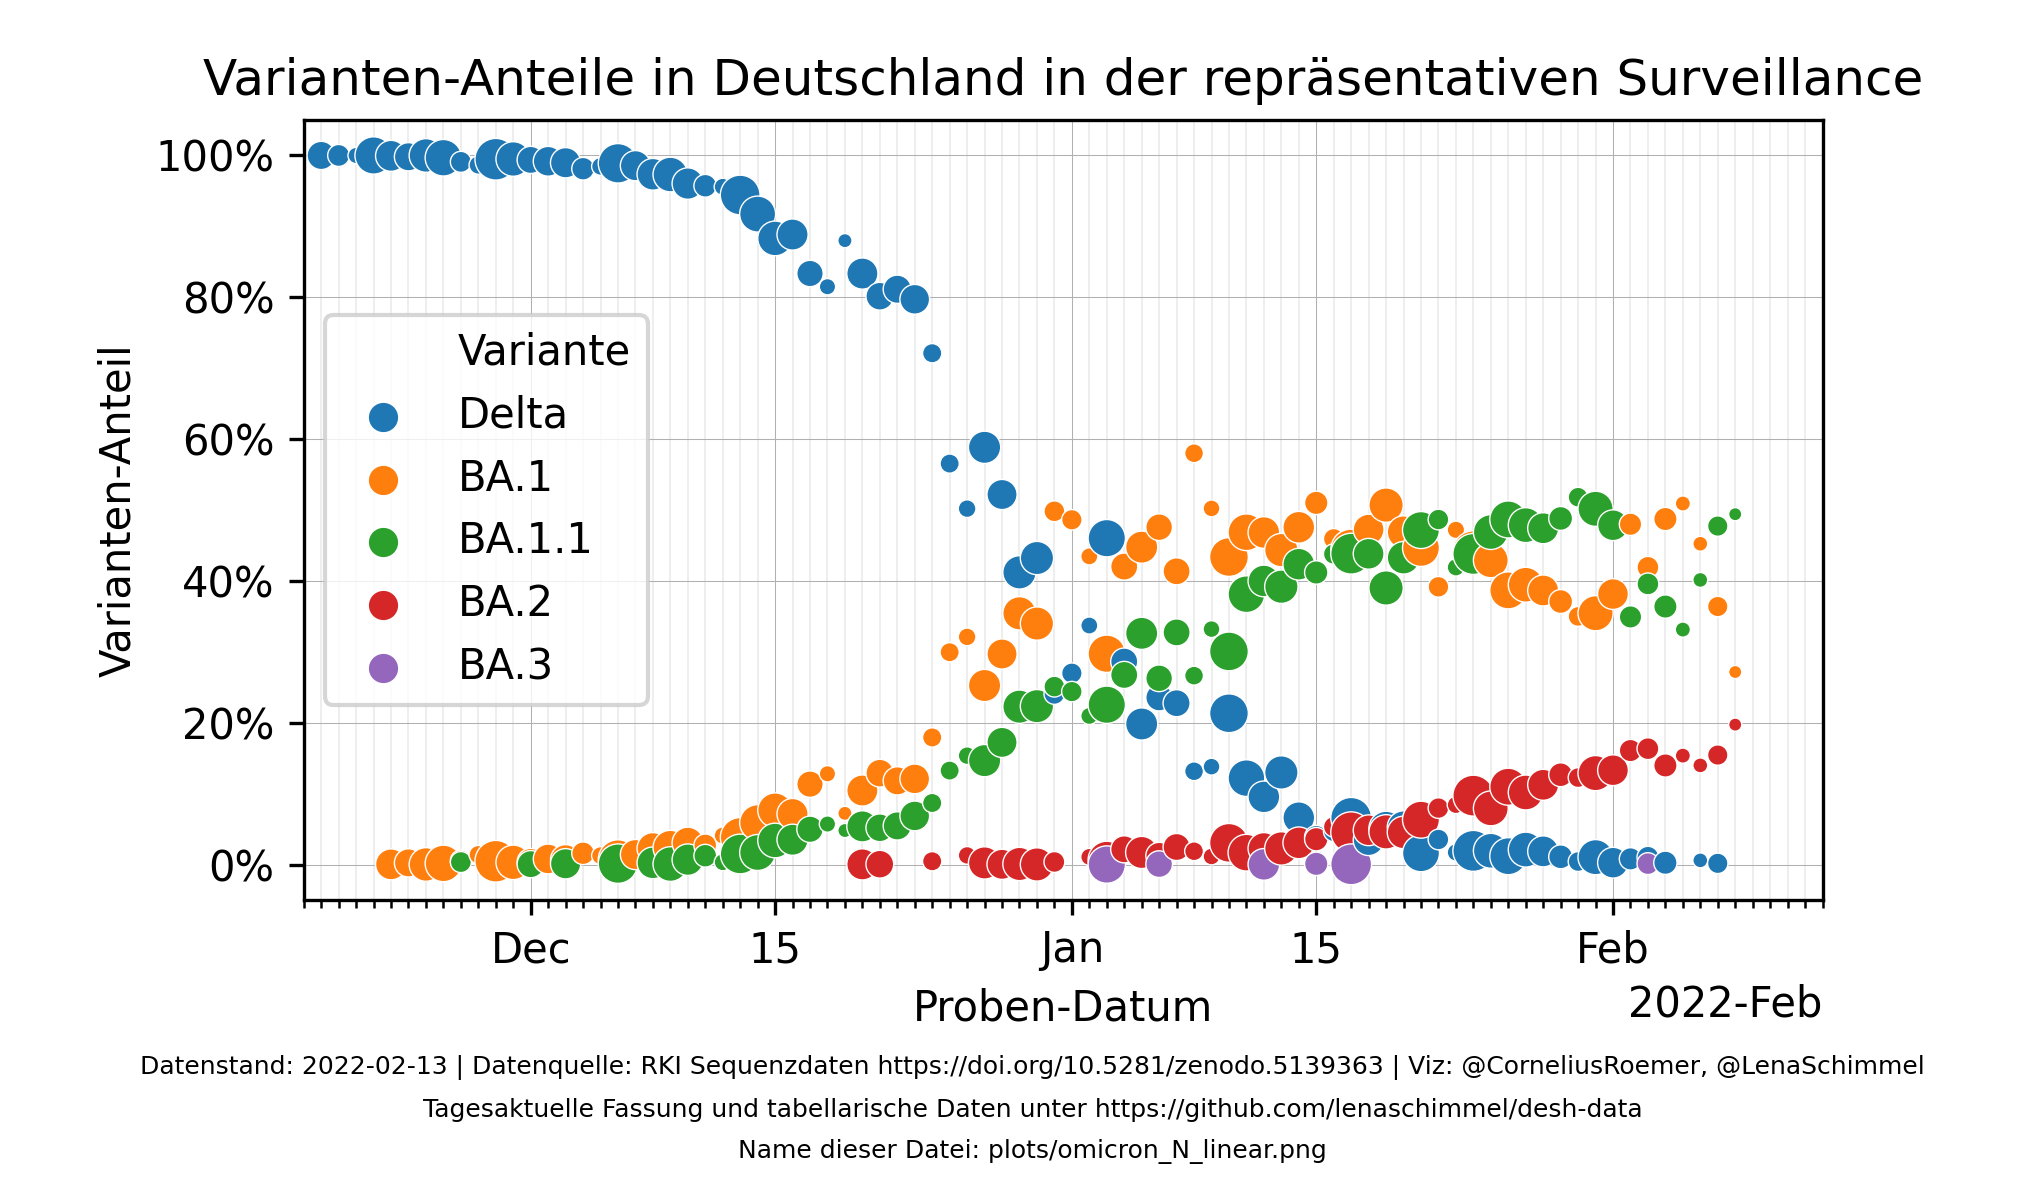 Varianten-Anteile in Deutschland in der repräsentativen Surveillance
Varianten-Anteil
100%
80%
60%
40%
20%
0%
Variante
Delta
BA.1
BA.1.1
BA.2
BA.3
Dec
15
Jan
15
Feb
2022-Feb
Proben-Datum
Datenstand: 2022-02-13 | Datenquelle: RKI Sequenzdaten https://doi.org/10.5281/zenodo.5139363 | Viz: @CorneliusRoemer, @LenaSchimmel
Tagesaktuelle Fassung und tabellarische Daten unter https://github.com/lenaschimmel/desh-data
Name dieser Datei: plots/omicron_N_linear.png